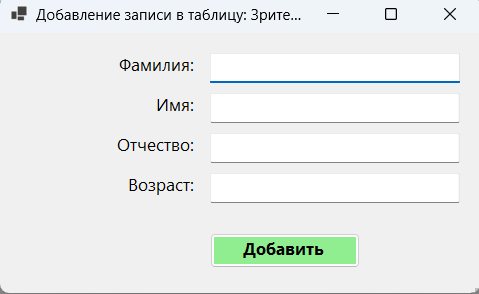 Добавление записи в таблицу: Зрите...
Фамилия:
Имя:
Отчество:
Возраст:
Добавить